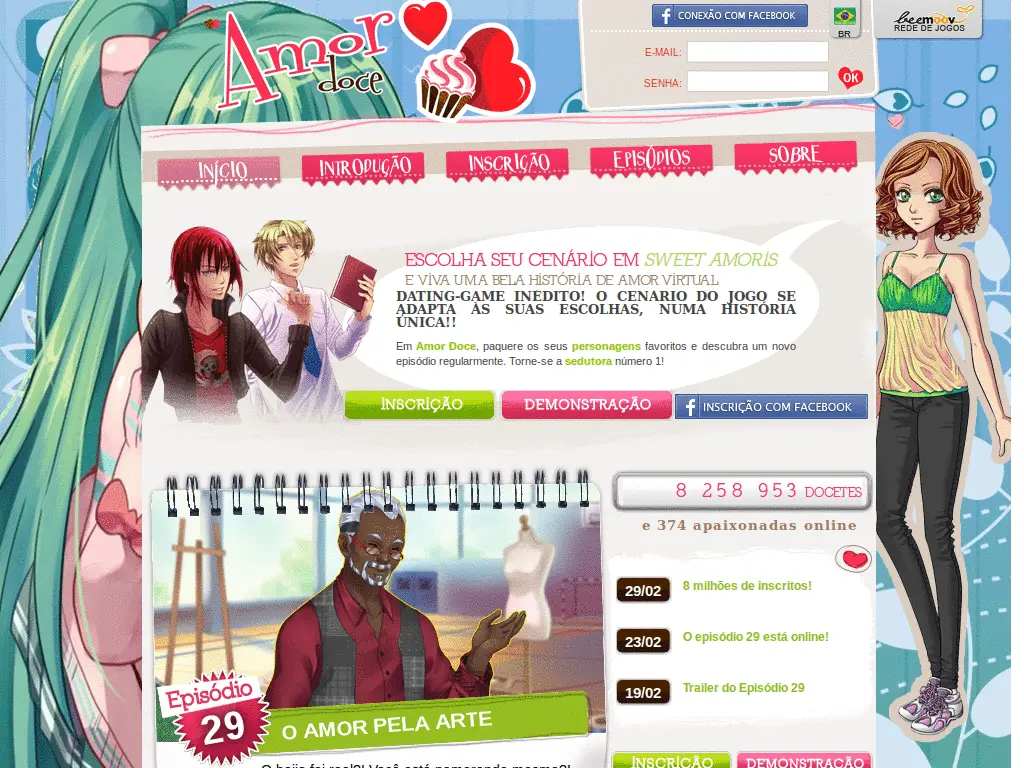 Amor doce
CONEXÃO COM FACEBOOK
BR
beemoov
REDE DE JOGOS
E-MAIL:
SENHA:
OK
INÍCIO
INTRODUÇÃO
INSCRIÇÃO
EPISÓDIOS
SOBRE
ESCOLHA SEU CENÁRIO EM SWEET AMORIS
E VIVA UMA BELA HISTÓRIA DE AMOR VIRTUAL
DATING-GAME INEDITO! O CENARIO DO JOGO SE
ADAPTA ÀS SUAS ESCOLHAS, NUMA HISTÓRIA
ÚNICA!!
Em Amor Doce, paquere os seus personagens favoritos e descubra um novo
episódio regularmente. Torne-se a sedutora número 1!
INSCRIÇÃO
DEMONSTRAÇÃO
INSCRIÇÃO COM FACEBOOK
8 258 953 DOCETES
e 374 apaixonadas online
29/02 8 milhões de inscritos!
23/02 O episódio 29 está online!
19/02 Trailer do Episódio 29
Episódio
29
O AMOR PELA ARTE
O beijo foi real?! Você está namorando mesmo?!
INSCRIÇÃO
DEMONSTRAÇÃO